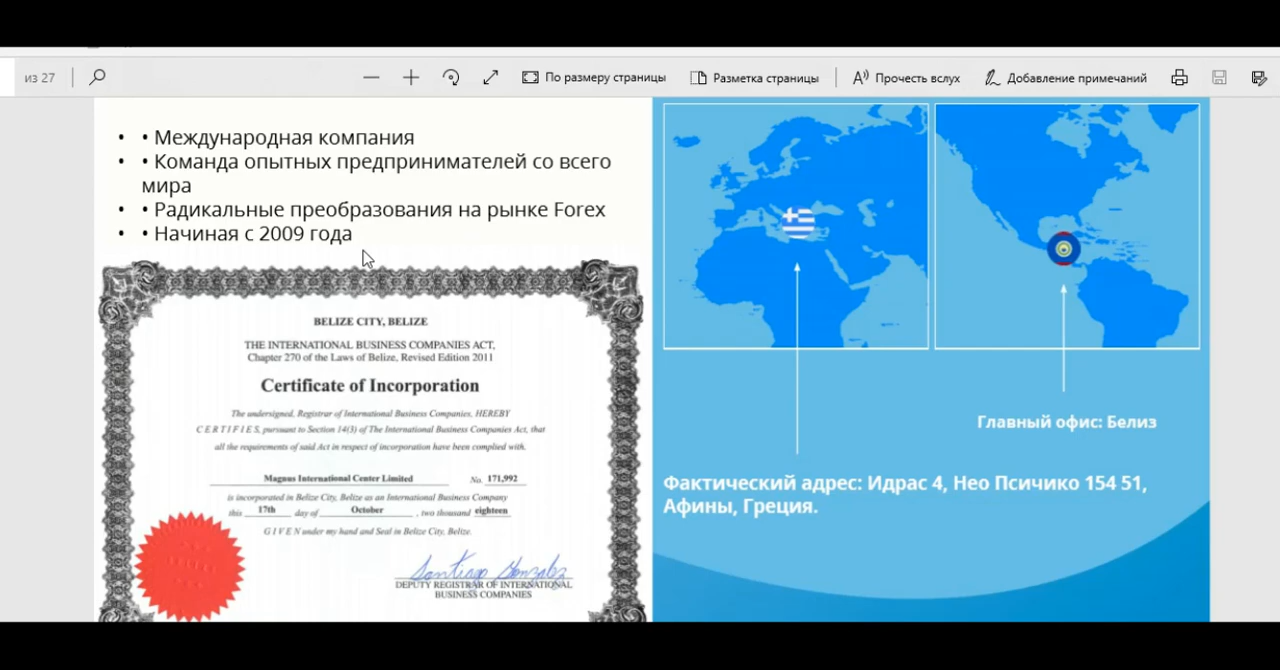 из 27
По размеру страницы
Разметка страницы
Прочесть вслух
Добавление примечаний
• • Международная компания
• • Команда опытных предпринимателей со всего
мира
• • Радикальные преобразования на рынке Forex
• • Начиная с 2009 года
BELIZE CITY, BELIZE
THE INTERNATIONAL BUSINESS COMPANIES ACT,
Chapter 270 of the Laws of Belize, Revised Edition 2011
Certificate of Incorporation
The undersigned, Registrar of International Business Companies, HEREBY
C E R T I F I E S, pursuant to Section 14(3) of The International Business Companies Act, that
all the requirements of said Act in respect of incorporation have been complied with.
Magnus International Center Limited No. 171,992
is incorporated in Belize City, Belize as an International Business Company
this 17th day of October , two thousand eighteen
G I V E N under my hand and Seal in Belize City, Belize.
Santiago Gonzalez
DEPUTY REGISTRAR OF INTERNATIONAL
BUSINESS COMPANIES
Главный офис: Белиз
Фактический адрес: Идрас 4, Нео Психико 154 51,
Афины, Греция.